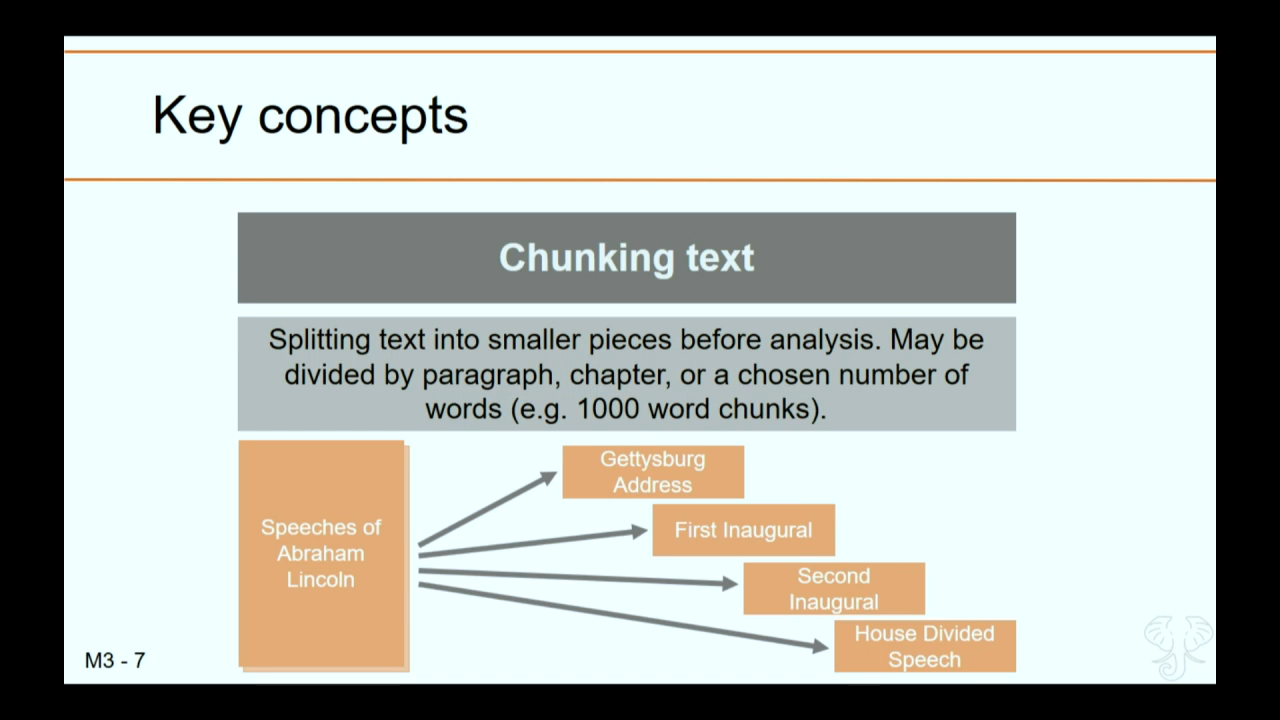 Key concepts
Chunking text
Splitting text into smaller pieces before analysis. May be
divided by paragraph, chapter, or a chosen number of
words (e.g. 1000 word chunks).
Speeches of
Abraham
Lincoln
Gettysburg
Address
First Inaugural
Second
Inaugural
House Divided
Speech
M3 - 7